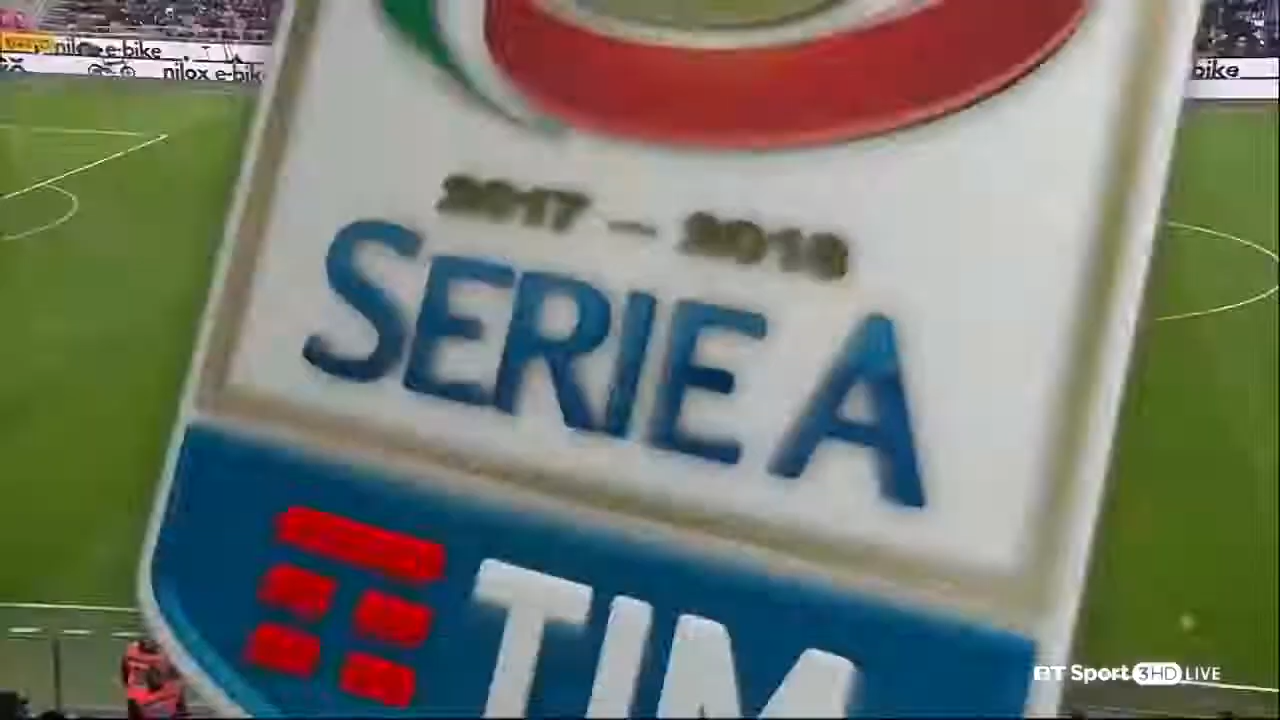 nilox e-bike
nilox e-bike
bike
2017 — 2018
SERIE A
TIM
BT Sport 3HD LIVE